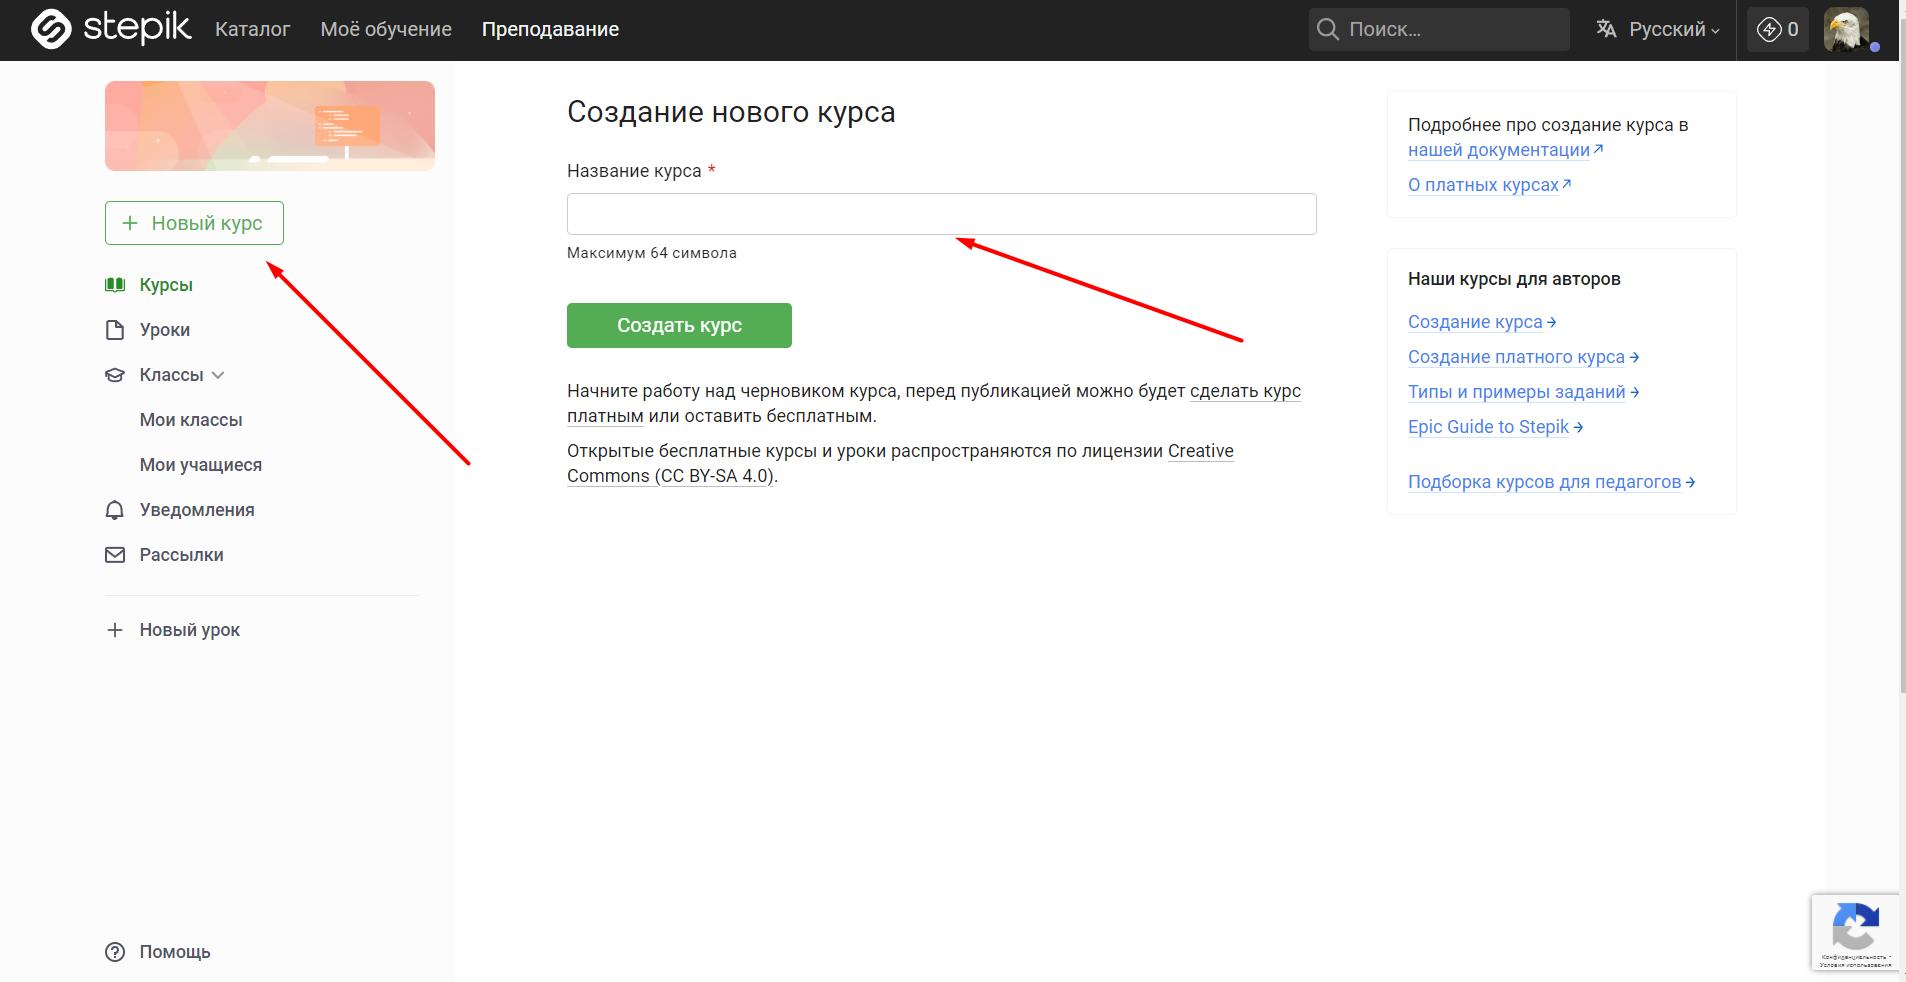 stepik Каталог Моё обучение Преподавание Поиск... Русский 0
+ Новый курс
Курсы
Уроки
Классы
Мои классы
Мои учащиеся
Уведомления
Рассылки
+ Новый урок
Помощь
Создание нового курса
Название курса *
Максимум 64 символа
Создать курс
Начните работу над черновиком курса, перед публикацией можно будет сделать курс
платным или оставить бесплатным.
Открытые бесплатные курсы и уроки распространяются по лицензии Creative
Commons (CC BY-SA 4.0).
Подробнее про создание курса в
нашей документации
О платных курсах
Наши курсы для авторов
Создание курса
Создание платного курса
Типы и примеры заданий
Epic Guide to Stepik
Подборка курсов для педагогов
Конфиденциальность -
Условия использования